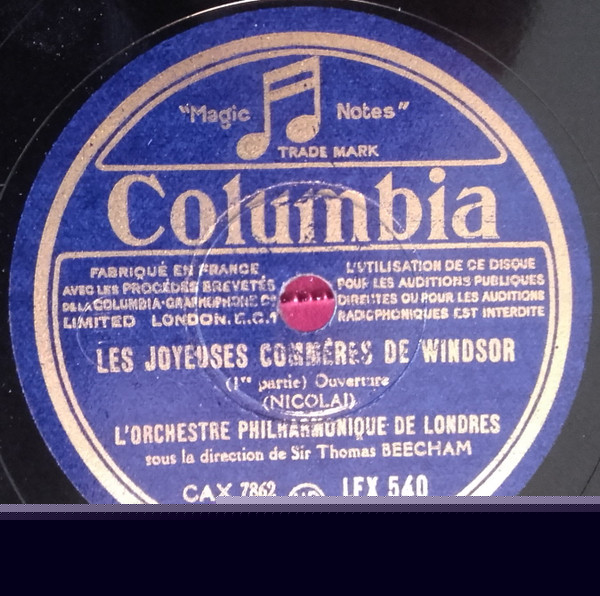 "Magic Notes"
TRADE MARK
Columbia
FABRIQUÉ EN FRANCE
AVEC LES PROCÉDÉS BREVETÉS
DE LA COLUMBIA GRAPHOPHONE Cº
LIMITED LONDON. E.C.1
L'UTILISATION DE CE DISQUE
POUR LES AUDITIONS PUBLIQUES
DIRECTES OU POUR LES AUDITIONS
RADIOPHONIQUES EST INTERDITE
LES JOYEUSES COMMÈRES DE WINDSOR
(1re partie) Ouverture
(NICOLAI)
L'ORCHESTRE PHILHARMONIQUE DE LONDRES
sous la direction de Sir Thomas BEECHAM
CAX 7862 LFX 540